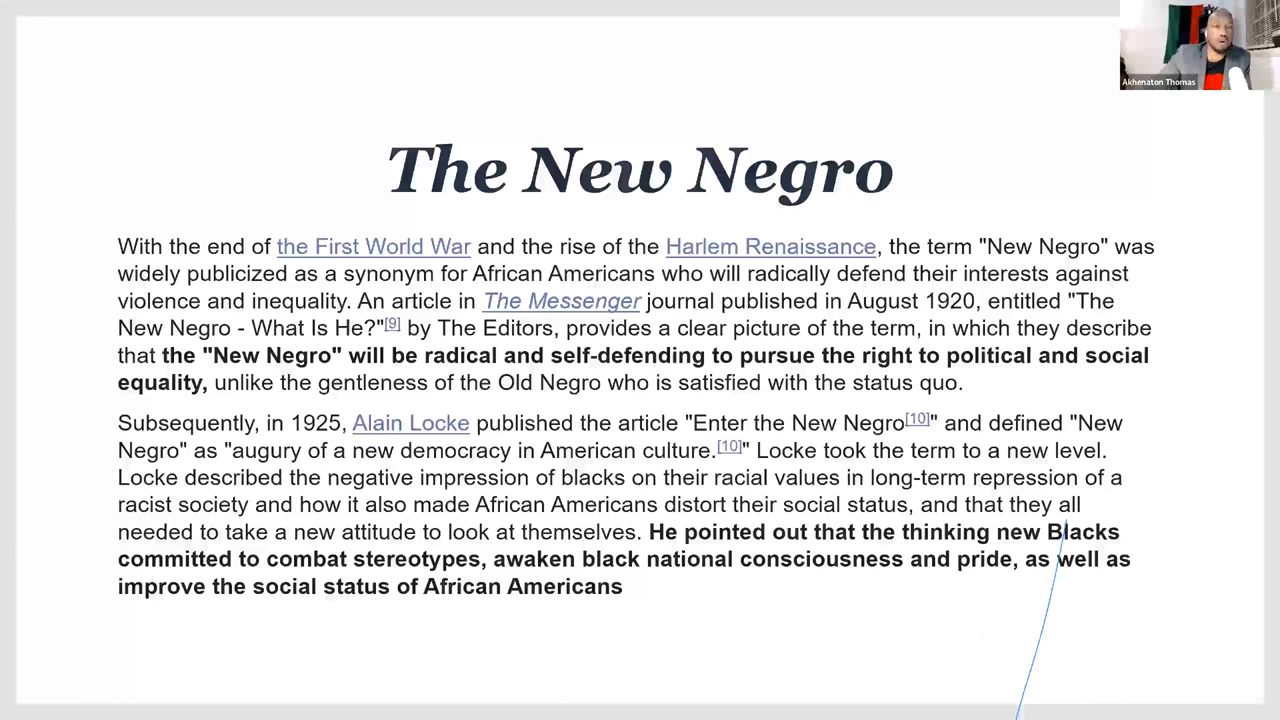 Akhenaton Thomas
The New Negro
With the end of the First World War and the rise of the Harlem Renaissance, the term "New Negro" was
widely publicized as a synonym for African Americans who will radically defend their interests against
violence and inequality. An article in The Messenger journal published in August 1920, entitled "The
New Negro - What Is He?"[9] by The Editors, provides a clear picture of the term, in which they describe
that the "New Negro" will be radical and self-defending to pursue the right to political and social
equality, unlike the gentleness of the Old Negro who is satisfied with the status quo.
Subsequently, in 1925, Alain Locke published the article "Enter the New Negro[10]" and defined "New
Negro" as "augury of a new democracy in American culture.[10]" Locke took the term to a new level.
Locke described the negative impression of blacks on their racial values in long-term repression of a
racist society and how it also made African Americans distort their social status, and that they all
needed to take a new attitude to look at themselves. He pointed out that the thinking new Blacks
committed to combat stereotypes, awaken black national consciousness and pride, as well as
improve the social status of African Americans